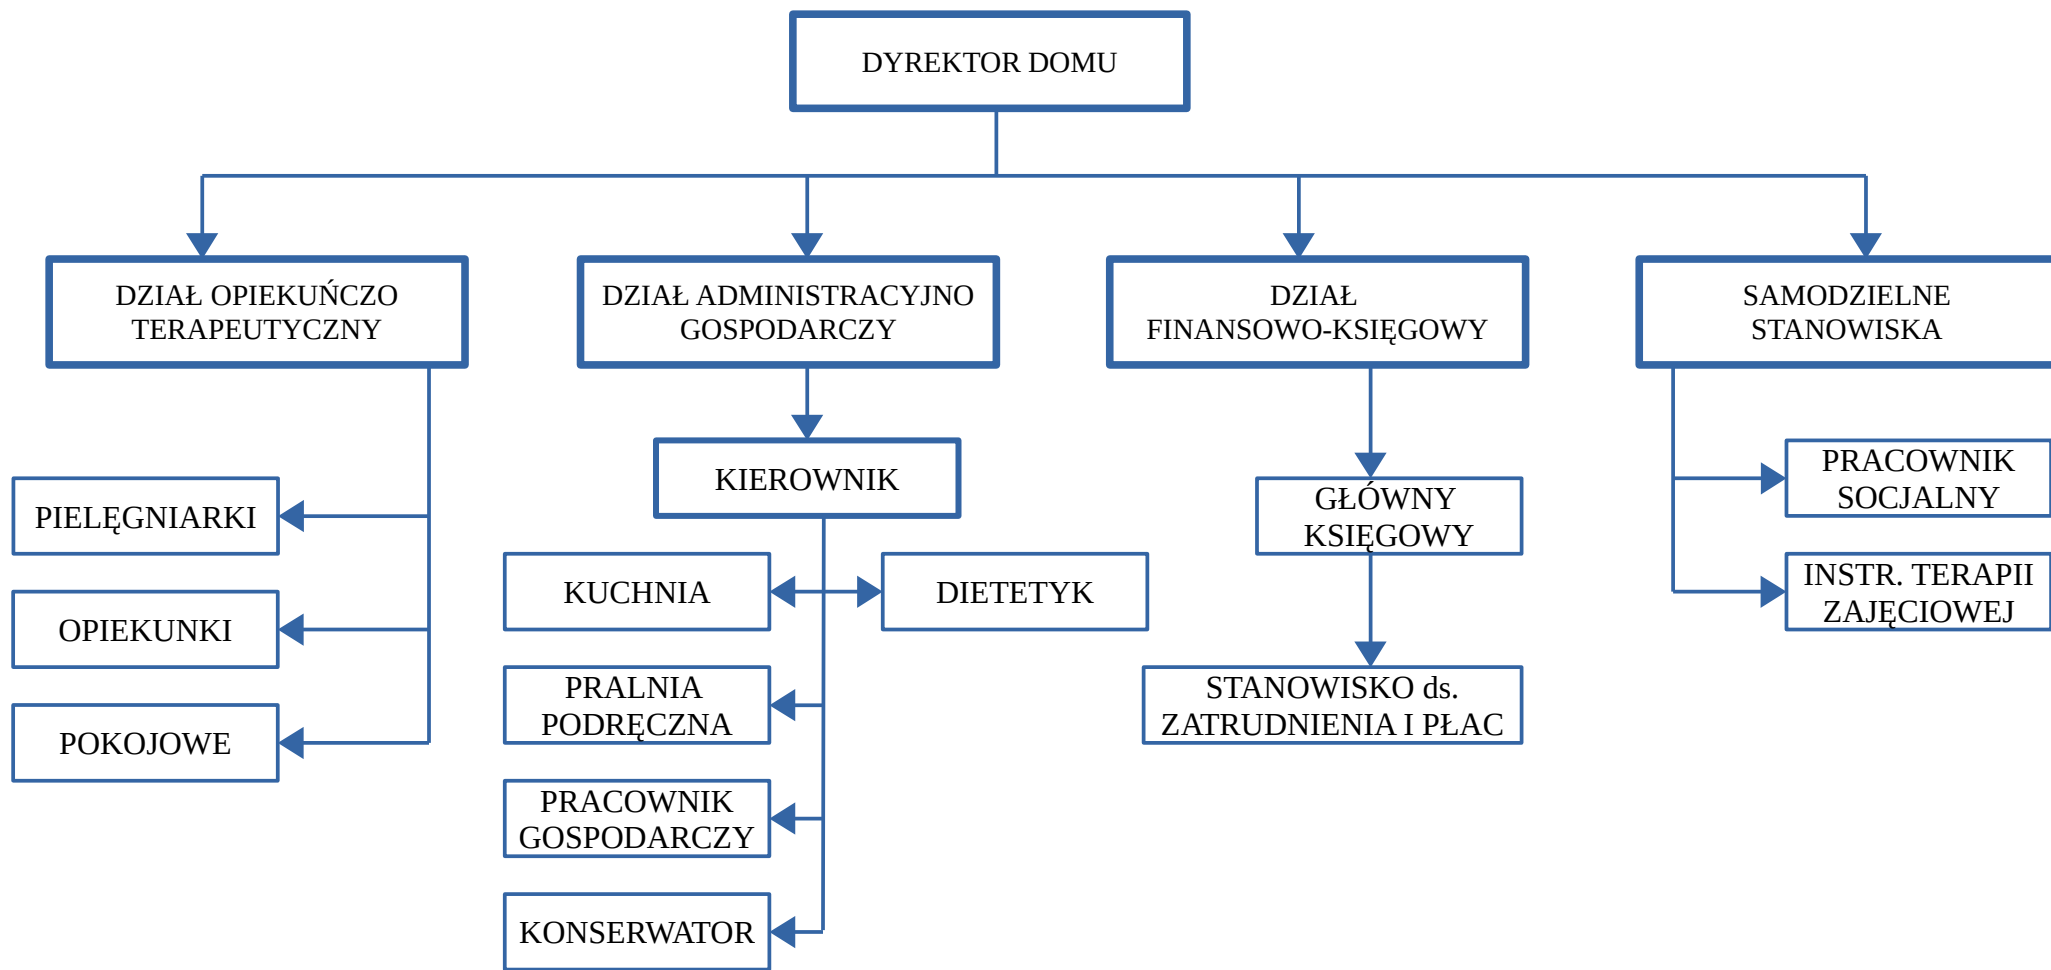 DYREKTOR DOMU
DZIAŁ OPIEKUŃCZO
TERAPEUTYCZNY
DZIAŁ ADMINISTRACYJNO
GOSPODARCZY
DZIAŁ
FINANSOWO-KSIĘGOWY
SAMODZIELNE
STANOWISKA
PIELĘGNIARKI
OPIEKUNKI
POKOJOWE
KIEROWNIK
KUCHNIA
DIETETYK
PRALNIA
PODRĘCZNA
PRACOWNIK
GOSPODARCZY
KONSERWATOR
GŁÓWNY
KSIĘGOWY
STANOWISKO ds.
ZATRUDNIENIA I PŁAC
PRACOWNIK
SOCJALNY
INSTR. TERAPII
ZAJĘCIOWEJ